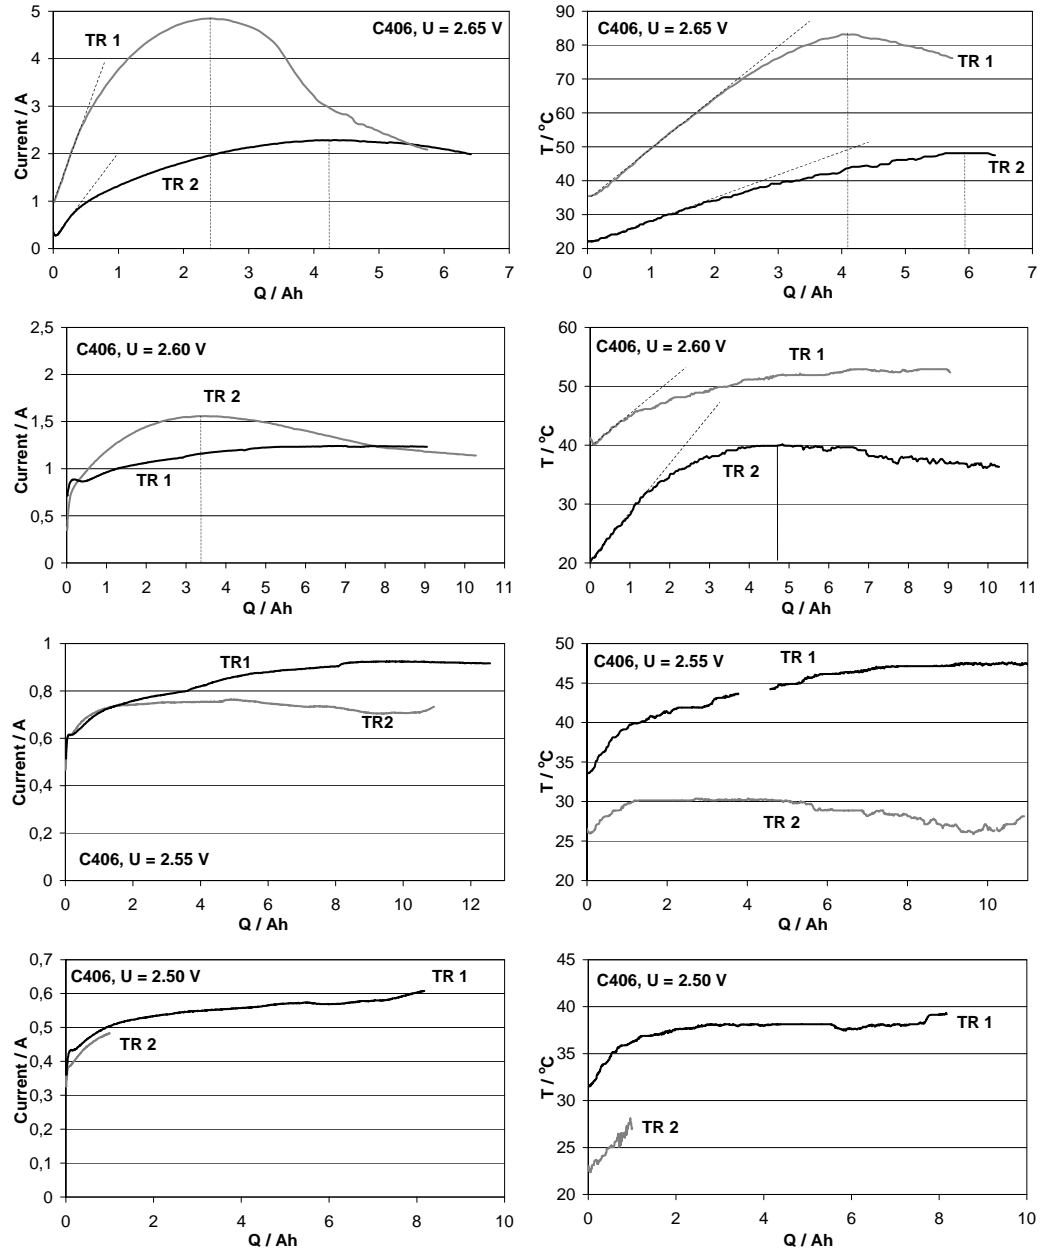 C406, U = 2.65 V
Current / A
5
4
3
2
1
0
TR 1
TR 2
0 1 2 3 4 5 6 7
Q / Ah
C406, U = 2.65 V
T / °C
90
80
70
60
50
40
30
20
TR 1
TR 2
0 1 2 3 4 5 6 7
Q / Ah
C406, U = 2.60 V
Current / A
2,5
2
1,5
1
0,5
0
TR 2
TR 1
0 1 2 3 4 5 6 7 8 9 10 11
Q / Ah
C406, U = 2.60 V
T / °C
60
50
40
30
20
TR 1
TR 2
0 1 2 3 4 5 6 7 8 9 10 11
Q / Ah
Current / A
1
0,8
0,6
0,4
0,2
0
TR1
TR2
C406, U = 2.55 V
0 2 4 6 8 10 12
Q / Ah
C406, U = 2.55 V
T / °C
50
45
40
35
30
25
20
TR 1
TR 2
0 2 4 6 8 10
Q / Ah
C406, U = 2.50 V
Current / A
0,7
0,6
0,5
0,4
0,3
0,2
0,1
0
TR 1
TR 2
0 2 4 6 8 10
Q / Ah
C406, U = 2.50 V
T / °C
45
40
35
30
25
20
TR 1
TR 2
0 2 4 6 8 10
Q / Ah